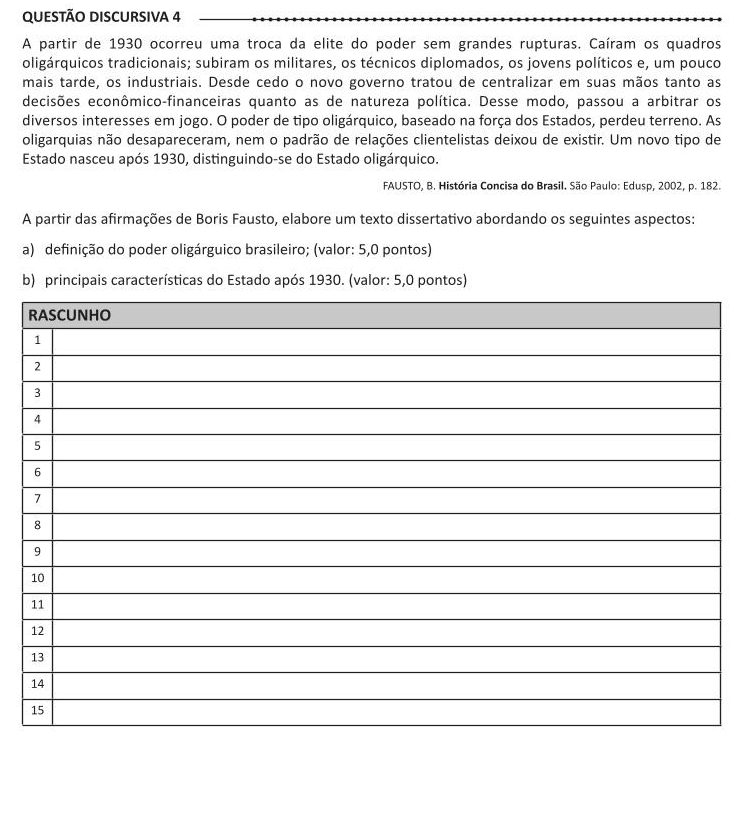 QUESTÃO DISCURSIVA 4
A partir de 1930 ocorreu uma troca da elite do poder sem grandes rupturas. Caíram os quadros
oligárquicos tradicionais; subiram os militares, os técnicos diplomados, os jovens políticos e, um pouco
mais tarde, os industriais. Desde cedo o novo governo tratou de centralizar em suas mãos tanto as
decisões econômico-financeiras quanto as de natureza política. Desse modo, passou a arbitrar os
diversos interesses em jogo. O poder de tipo oligárquico, baseado na força dos Estados, perdeu terreno. As
oligarquias não desapareceram, nem o padrão de relações clientelistas deixou de existir. Um novo tipo de
Estado nasceu após 1930, distinguindo-se do Estado oligárquico.
FAUSTO, B. História Concisa do Brasil. São Paulo: Edusp, 2002, p. 182.
A partir das afirmações de Boris Fausto, elabore um texto dissertativo abordando os seguintes aspectos:
a) definição do poder oligárguico brasileiro; (valor: 5,0 pontos)
b) principais características do Estado após 1930. (valor: 5,0 pontos)
RASCUNHO
1
2
3
4
5
6
7
8
9
10
11
12
13
14
15